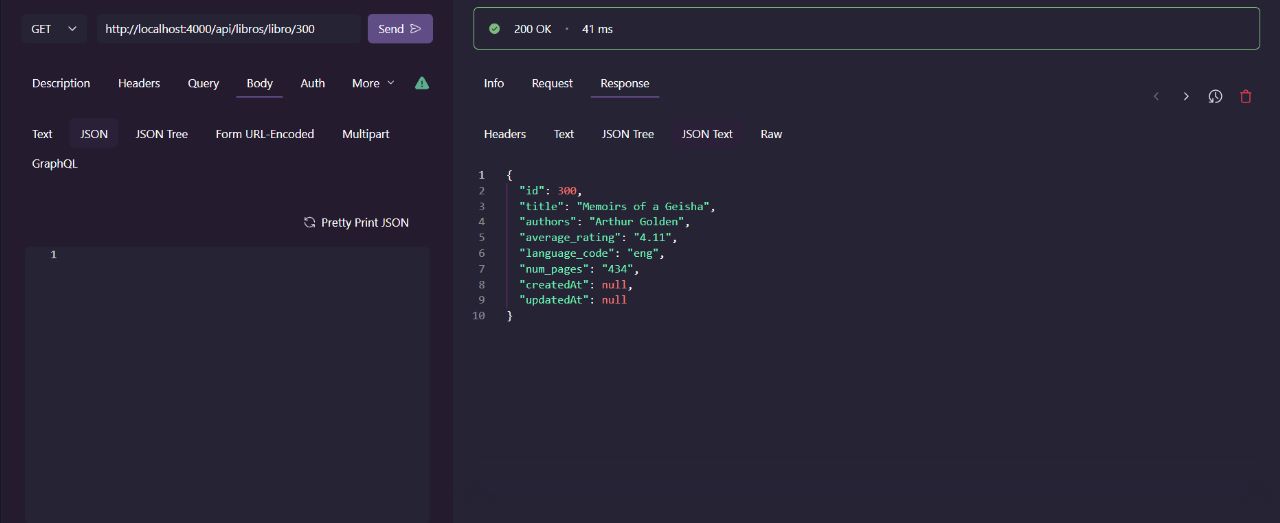 GET http://localhost:4000/api/libros/libro/300 Send
Description Headers Query Body Auth More
Text JSON JSON Tree Form URL-Encoded Multipart
GraphQL
Pretty Print JSON
1
200 OK • 41 ms
Info Request Response
Headers Text JSON Tree JSON Text Raw
1 {
2 "id": 300,
3 "title": "Memoirs of a Geisha",
4 "authors": "Arthur Golden",
5 "average_rating": "4.11",
6 "language_code": "eng",
7 "num_pages": "434",
8 "createdAt": null,
9 "updatedAt": null
10 }